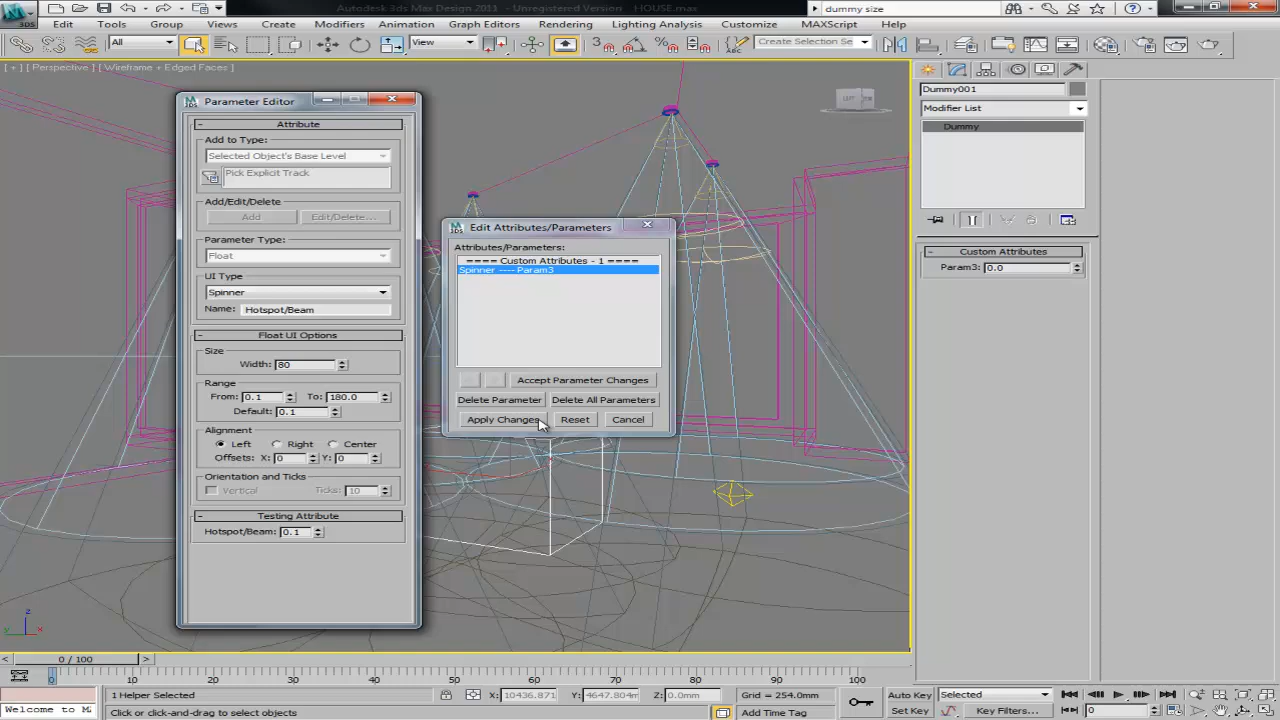 Autodesk 3ds Max Design 2011 - Unregistered Version HOUSE.max
dummy size
3DS Edit Tools Group Views Create Modifiers Animation Graph Editors Rendering Lighting Analysis Customize MAXScript Help
All
View
3
Create Selection Se
[ + ] [ Perspective ] [ Wireframe + Edged Faces ]
Parameter Editor
Attribute
Add to Type:
Selected Object's Base Level
Pick Explicit Track
Add/Edit/Delete:
Add Edit/Delete...
Parameter Type:
Float
UI Type
Spinner
Name: Hotspot/Beam
Float UI Options
Size
Width: 80
Range
From: 0.1 To: 180.0
Default: 0.1
Alignment
Left Right Center
Offsets: X: 0 Y: 0
Orientation and Ticks
Vertical Ticks: 10
Testing Attribute
Hotspot/Beam: 0.1
Edit Attributes/Parameters
Attributes/Parameters:
==== Custom Attributes - 1 ====
Spinner ---- Param3
Accept Parameter Changes
Delete Parameter Delete All Parameters
Apply Changes Reset Cancel
Dummy001
Modifier List
Dummy
Custom Attributes
Param3: 0.0
z
y x
0 / 100
0 10 20 30 40 50 60 70 80 90 100
1 Helper Selected X: 10436.871 Y: 4647.804m Z: 0.0mm Grid = 254.0mm Auto Key Selected
Welcome to M Click or click-and-drag to select objects Add Time Tag Set Key Key Filters... 0